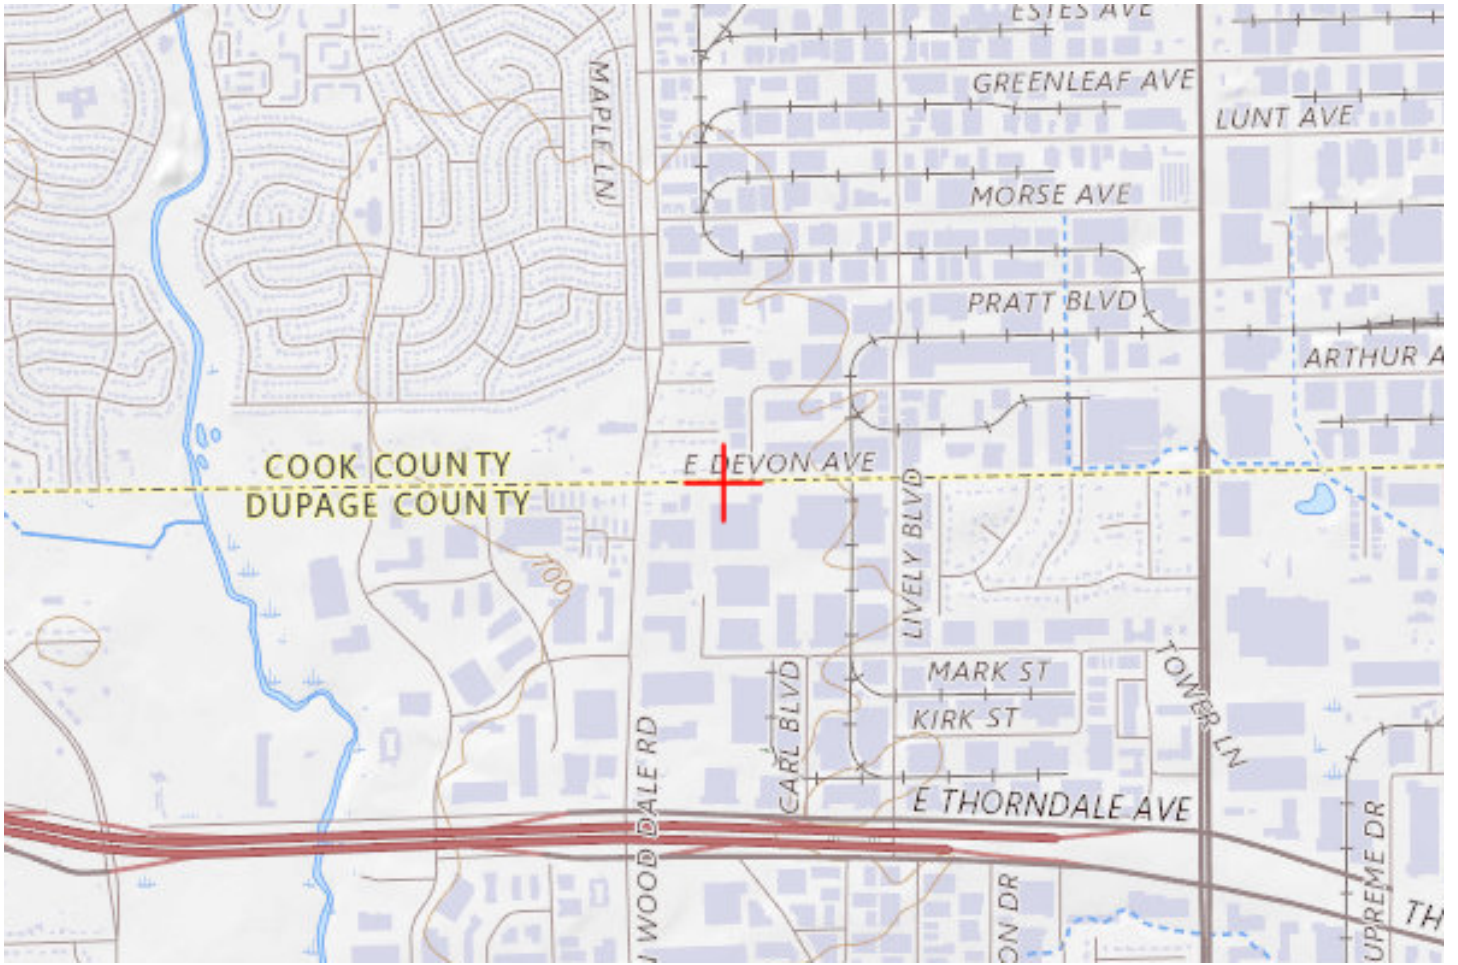 ESTES AVE
GREENLEAF AVE
MAPLE LN
LUNT AVE
MORSE AVE
PRATT BLVD
ARTHUR A
COOK COUNTY
E DEVON AVE
DUPAGE COUNTY
LIVELY BLVD
700
MARK ST
TOWER LN
CARL BLVD
KIRK ST
N WOOD DALE RD
E THORNDALE AVE
UPREME DR
ON DR
TH